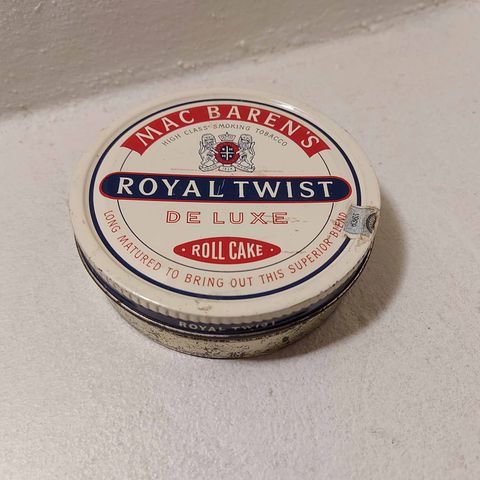 MAC BAREN'S
HIGH CLASS SMOKING TOBACCO
ROYAL TWIST
DE LUXE
· ROLL CAKE ·
LONG MATURED TO BRING OUT THIS SUPERIOR BLEND
ROYAL TWIST